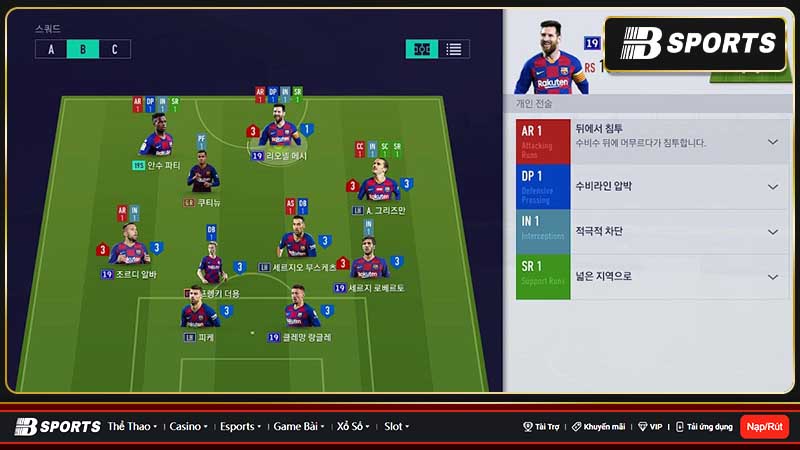 스쿼드
A B C
B SPORTS
19
RS 1
개인 전술
AR 1
Attacking Runs
뒤에서 침투
수비수 뒤에 머무르다가 침투합니다.
DP 1
Defensive Pressing
수비라인 압박
IN 1
Interceptions
적극적 차단
SR 1
Support Runs
넓은 지역으로
AR DP IN SR
1 1 1 1
3 1
19 리오넬 메시
AR DP IN SR
1 1 1 1
19S 안수 파티
PF
1
GR 쿠티뉴
CC IN SC SR
1 1 1 1
3 3
A. 그리즈만
AR IN
1 1
3 3
19 조르디 알바
DB
1
3
프렝키 더용
AS DB
1 1
3
세르지오 부스케츠
IN
1
3 3
19 세르지 로베르토
3
피케
3
19 클레망 랑글레
B SPORTS Thể Thao Casino Esports Game Bài Xổ Số Slot Tài Trợ Khuyến mãi VIP Tải ứng dụng Nạp/Rút